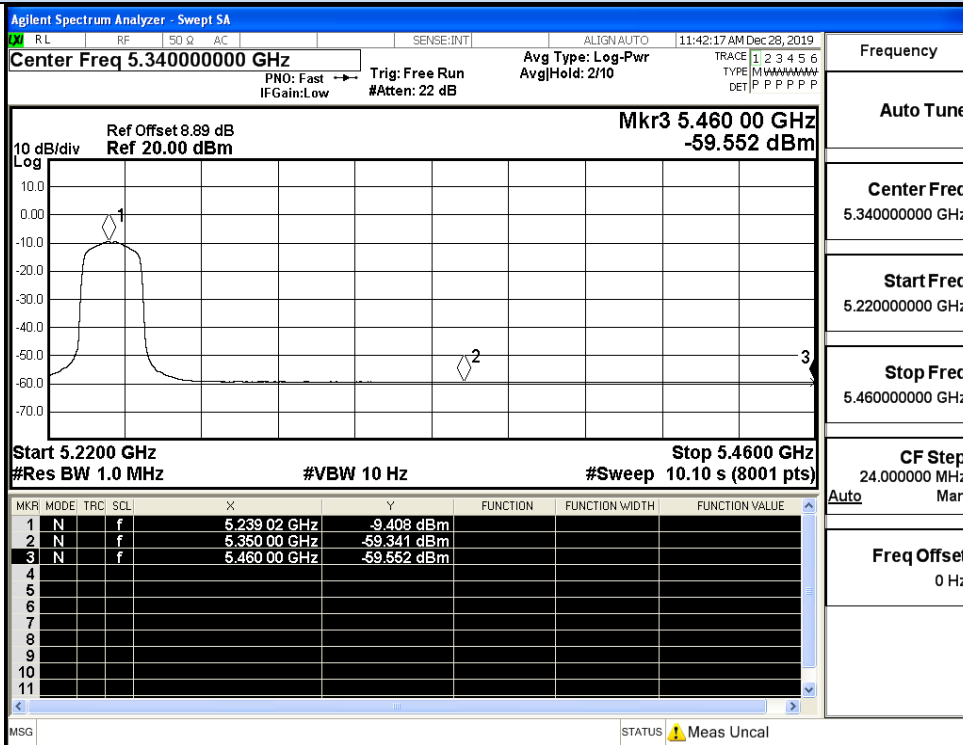 Agilent Spectrum Analyzer - Swept SA
LXI RL RF 50 Ω AC SENSE:INT ALIGN AUTO 11:42:17 AM Dec 28, 2019
Center Freq 5.340000000 GHz
PNO: Fast
IFGain:Low
Trig: Free Run
#Atten: 22 dB
Avg Type: Log-Pwr
Avg|Hold: 2/10
TRACE 1 2 3 4 5 6
TYPE M WWWWW
DET P P P P P P
Mkr3 5.460 00 GHz
-59.552 dBm
Ref Offset 8.89 dB
10 dB/div Ref 20.00 dBm
Log
10.0
0.00
-10.0
-20.0
-30.0
-40.0
-50.0
-60.0
-70.0
1
2
3
Start 5.2200 GHz Stop 5.4600 GHz
#Res BW 1.0 MHz #VBW 10 Hz #Sweep 10.10 s (8001 pts)
MKR MODE TRC SCL X Y FUNCTION FUNCTION WIDTH FUNCTION VALUE
1 N f 5.239 02 GHz -9.408 dBm
2 N f 5.350 00 GHz -59.341 dBm
3 N f 5.460 00 GHz -59.552 dBm
4
5
6
7
8
9
10
11
MSG STATUS Meas Uncal
Frequency
Auto Tune
Center Freq
5.340000000 GHz
Start Freq
5.220000000 GHz
Stop Freq
5.460000000 GHz
CF Step
24.000000 MHz
Auto Man
Freq Offset
0 Hz